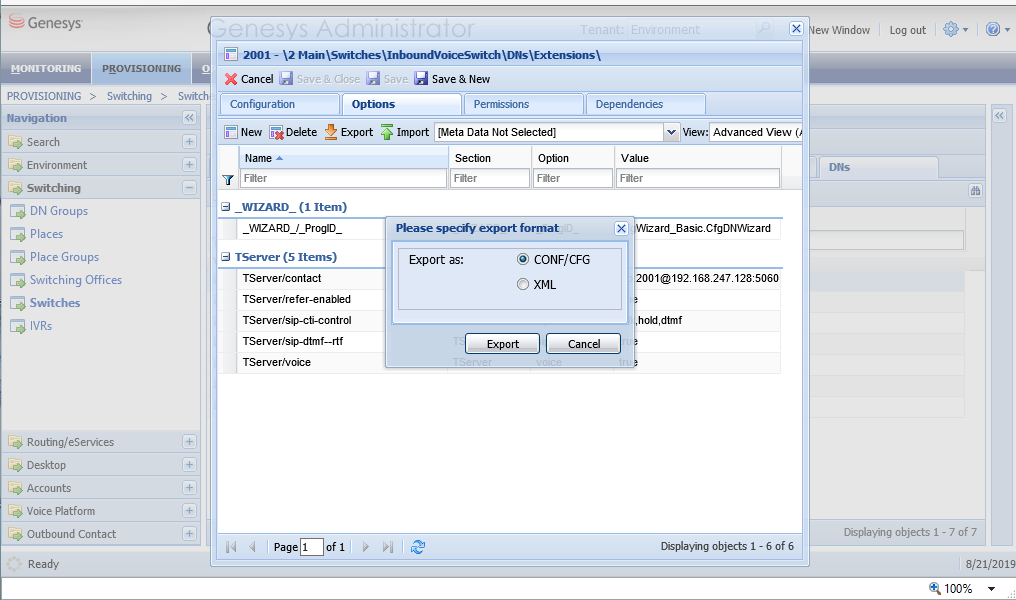 Genesys
Genesys Administrator
Tenant: Environment
New Window
Log out
MONITORING
PROVISIONING
PROVISIONING > Switching >
Navigation
Search
Environment
Switching
DN Groups
Places
Place Groups
Switching Offices
Switches
IVRs
Routing/eServices
Desktop
Accounts
Voice Platform
Outbound Contact
Ready
2001 - \2 Main\Switches\InboundVoiceSwitch\DNs\Extensions\
Cancel Save & Close Save Save & New
Configuration Options Permissions Dependencies
New Delete Export Import [Meta Data Not Selected] View: Advanced View (A
Name Section Option Value
Filter Filter Filter Filter
_WIZARD_ (1 Item)
_WIZARD_/_ProgID_ Wizard_Basic.CfgDNWizard
TServer (5 Items)
TServer/contact 2001@192.168.247.128:5060
TServer/refer-enabled
TServer/sip-cti-control ,hold,dtmf
TServer/sip-dtmf--rtf true
TServer/voice TServer voice true
Please specify export format
Export as: CONF/CFG
XML
Export Cancel
Page 1 of 1
Displaying objects 1 - 6 of 6
DNs
Displaying objects 1 - 7 of 7
8/21/2019
100%